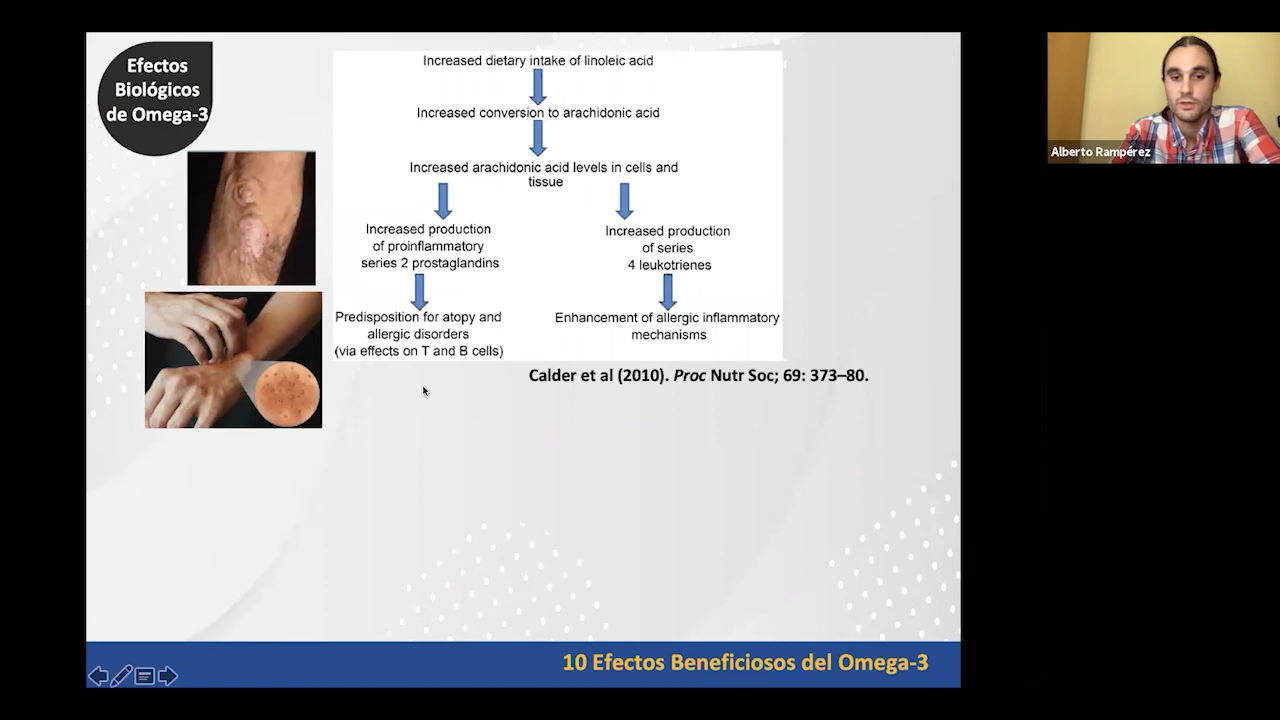 Efectos
Biológicos
de Omega-3
Increased dietary intake of linoleic acid
Increased conversion to arachidonic acid
Increased arachidonic acid levels in cells and
tissue
Increased production
of proinflammatory
series 2 prostaglandins
Increased production
of series
4 leukotrienes
Predisposition for atopy and
allergic disorders
(via effects on T and B cells)
Enhancement of allergic inflammatory
mechanisms
Calder et al (2010). Proc Nutr Soc; 69: 373–80.
10 Efectos Beneficiosos del Omega-3
Alberto Rampérez